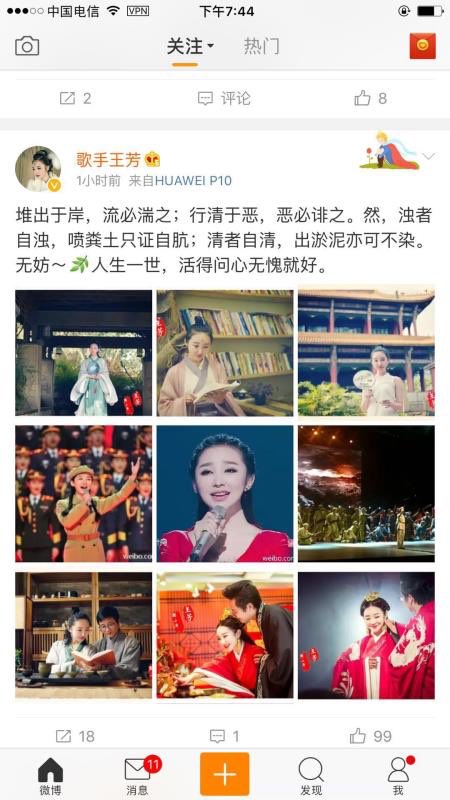 中国电信 VPN 下午7:44
关注 热门
2 评论 8
歌手王芳
1小时前 来自HUAWEI P10
堆出于岸，流必湍之；行清于恶，恶必诽之。然，浊者
自浊，喷粪土只证自肮；清者自清，出淤泥亦可不染。
无妨～人生一世，活得问心无愧就好。
weibo.com
18 1 99
11
微博 消息 发现 我